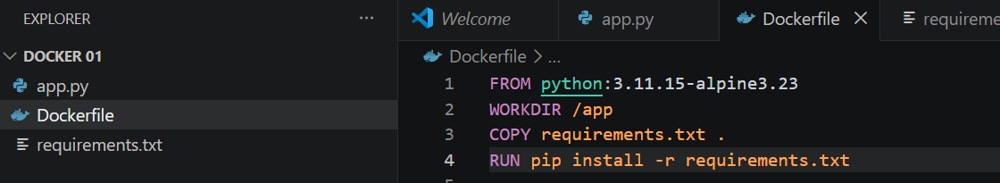 EXPLORER ...
DOCKER 01
app.py
Dockerfile
requirements.txt
Welcome app.py Dockerfile requireme
Dockerfile > ...
1 FROM python:3.11.15-alpine3.23
2 WORKDIR /app
3 COPY requirements.txt .
4 RUN pip install -r requirements.txt